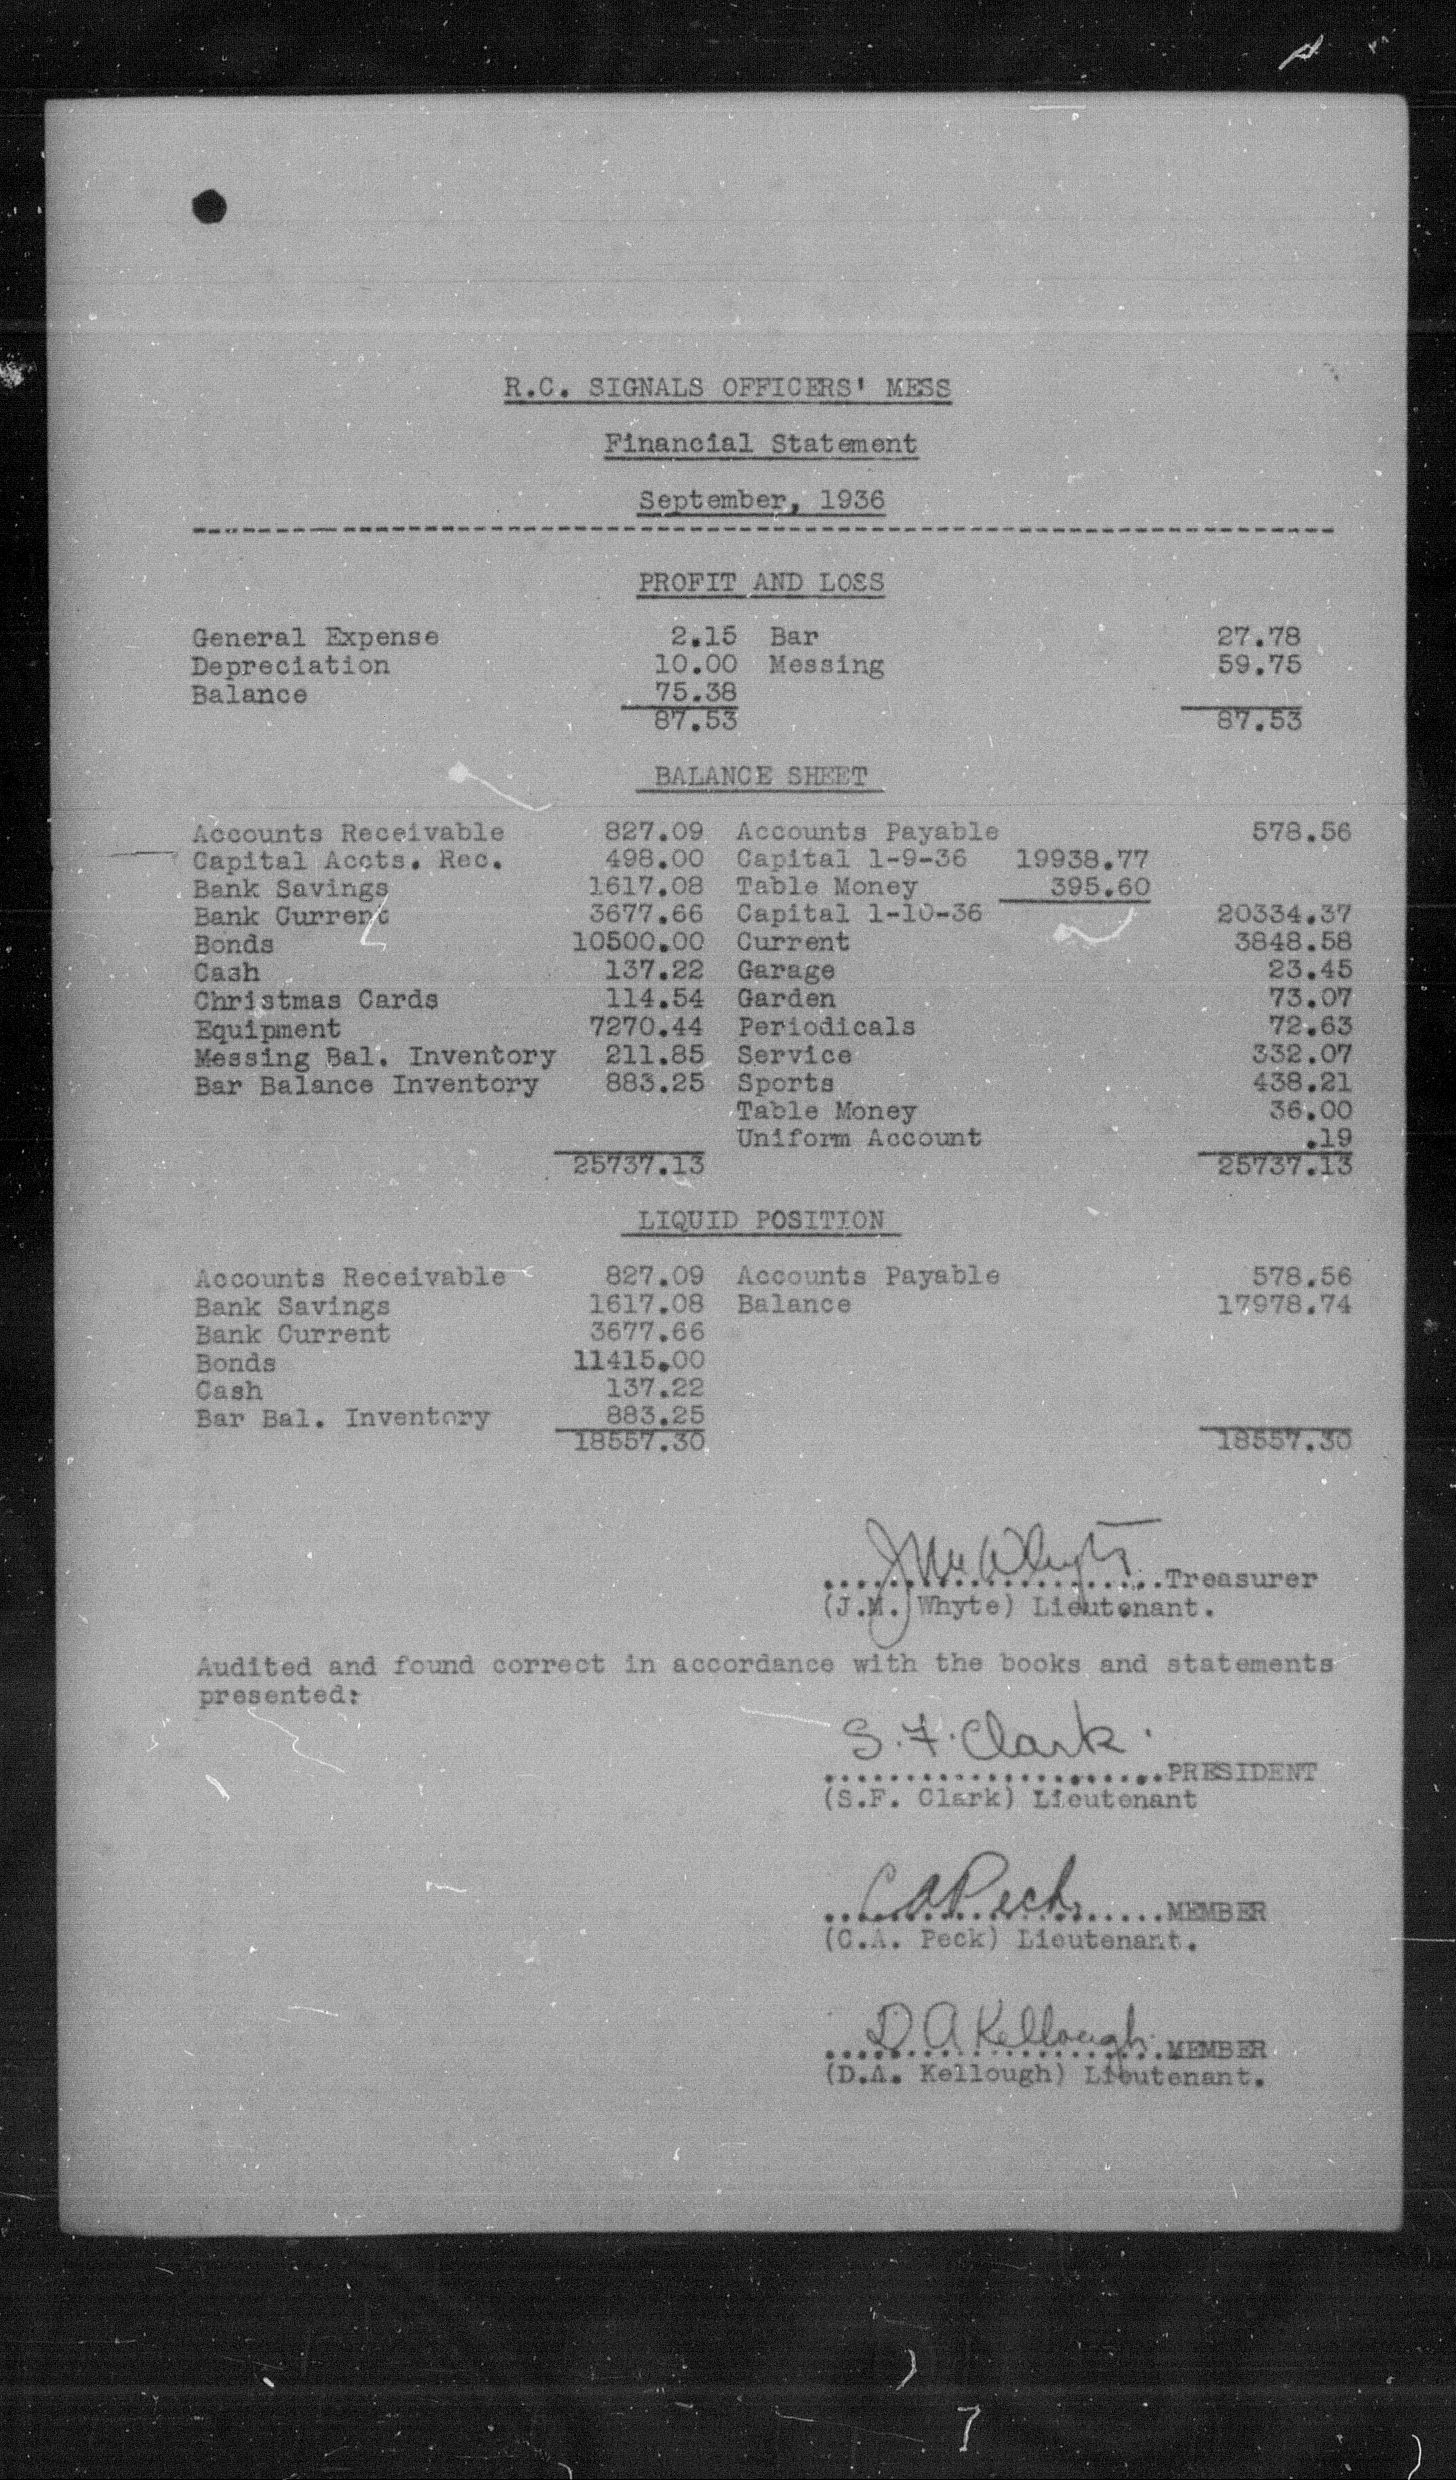 R.C. SIGNALS OFFICERS' MESS
Financial Statement
September, 1936
PROFIT AND LOSS
General Expense 2.15 Bar 27.78
Depreciation 10.00 Messing 59.75
Balance 75.38
87.53 87.53
BALANCE SHEET
Accounts Receivable 827.09 Accounts Payable 578.56
Capital Accts. Rec. 498.00 Capital 1-9-36 19938.77
Bank Savings 1617.08 Table Money 395.60
Bank Current 3677.66 Capital 1-10-36 20334.37
Bonds 10500.00 Current 3848.58
Cash 137.22 Garage 23.45
Christmas Cards 114.54 Garden 73.07
Equipment 7270.44 Periodicals 72.63
Messing Bal. Inventory 211.85 Service 332.07
Bar Balance Inventory 883.25 Sports 438.21
Table Money 36.00
Uniform Account .19
25737.13 25737.13
LIQUID POSITION
Accounts Receivable 827.09 Accounts Payable 578.56
Bank Savings 1617.08 Balance 17978.74
Bank Current 3677.66
Bonds 11415.00
Cash 137.22
Bar Bal. Inventory 883.25
18557.30 18557.30
J M Whyte
.....................Treasurer
(J.M. Whyte) Lieutenant.
Audited and found correct in accordance with the books and statements
presented:
S. F. Clark.
.....................PRESIDENT
(S.F. Clark) Lieutenant
C A Peck
.....................MEMBER
(C.A. Peck) Lieutenant.
D A Kellough
.....................MEMBER
(D.A. Kellough) Lieutenant.